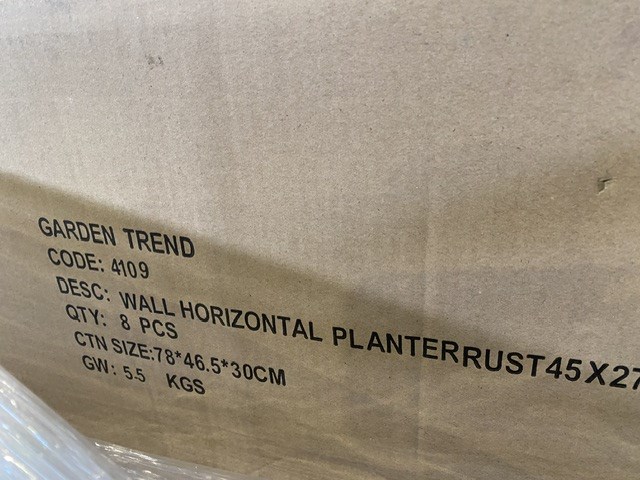 GARDEN TREND
CODE: 4109
DESC: WALL HORIZONTAL PLANTERRUST45X27
QTY: 8 PCS
CTN SIZE:78*46.5*30CM
GW: 5.5 KGS